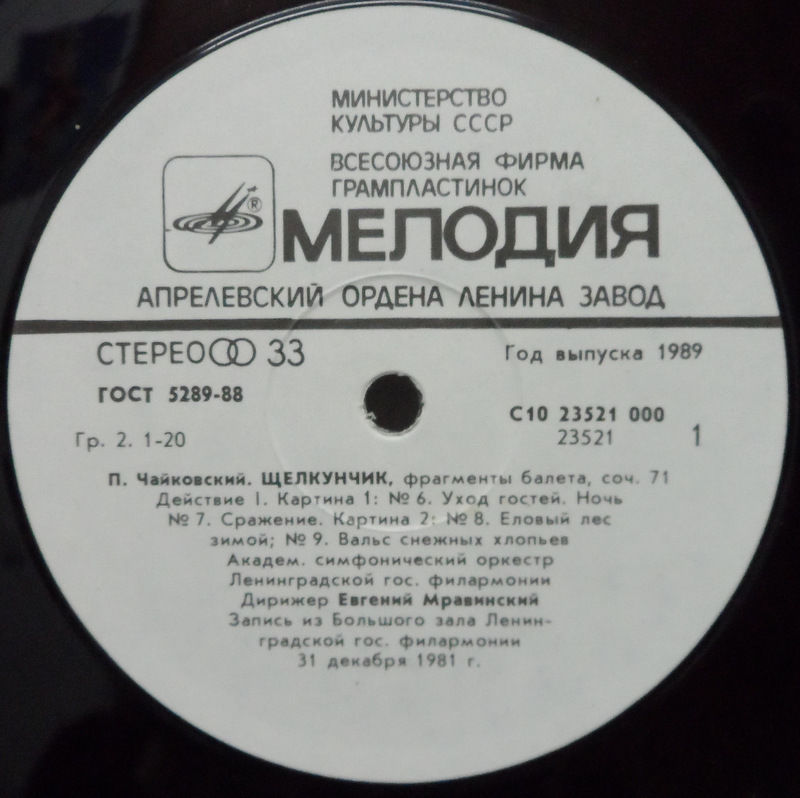 МИНИСТЕРСТВО
КУЛЬТУРЫ СССР
ВСЕСОЮЗНАЯ ФИРМА
ГРАМПЛАСТИНОК
®
МЕЛОДИЯ
АПРЕЛЕВСКИЙ ОРДЕНА ЛЕНИНА ЗАВОД
СТЕРЕО 33
Год выпуска 1989
ГОСТ 5289-88
С10 23521 000
Гр. 2. 1-20
23521 1
П. Чайковский. ЩЕЛКУНЧИК, фрагменты балета, соч. 71
Действие I. Картина 1: № 6. Уход гостей. Ночь
№ 7. Сражение. Картина 2: № 8. Еловый лес
зимой; № 9. Вальс снежных хлопьев
Академ. симфонический оркестр
Ленинградской гос. филармонии
Дирижер Евгений Мравинский
Запись из Большого зала Ленин-
градской гос. филармонии
31 декабря 1981 г.